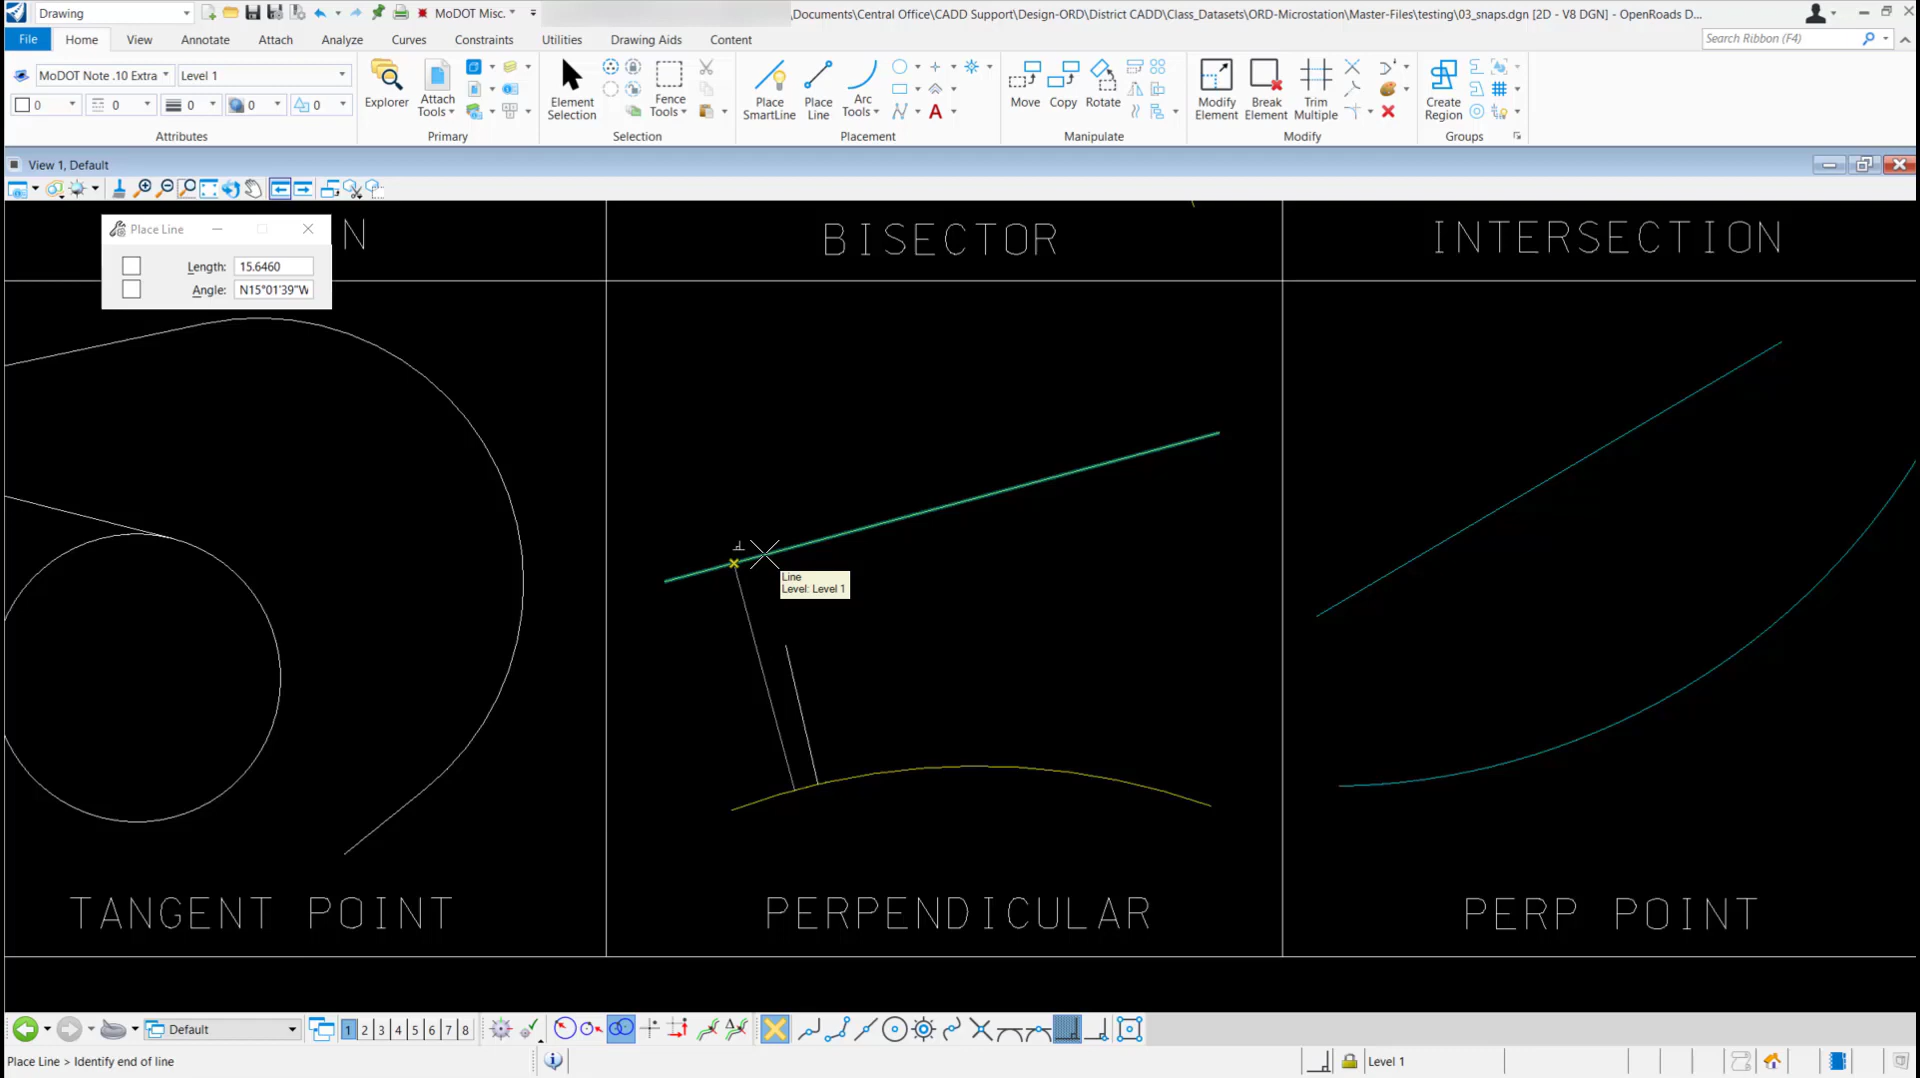 Drawing
MoDOT Misc.
\Documents\Central Office\CADD Support\Design-ORD\District CADD\Class_Datasets\ORD-Microstation\Master-Files\testing\03_snaps.dgn [2D - V8 DGN] - OpenRoads D...
File Home View Annotate Attach Analyze Curves Constraints Utilities Drawing Aids Content
Search Ribbon (F4)
MoDOT Note .10 Extra Level 1
0 0 0 0 0
Explorer
Attach Tools
Element Selection
Fence Tools
Place SmartLine
Place Line
Arc Tools
Move Copy Rotate
Modify Element
Break Element
Trim Multiple
Create Region
Attributes Primary Selection Placement Manipulate Modify Groups
View 1, Default
Place Line
Length: 15.6460
Angle: N15°01'39"W
N
BISECTOR
INTERSECTION
Line
Level: Level 1
TANGENT POINT
PERPENDICULAR
PERP POINT
Default
1 2 3 4 5 6 7 8
Place Line > Identify end of line
Level 1